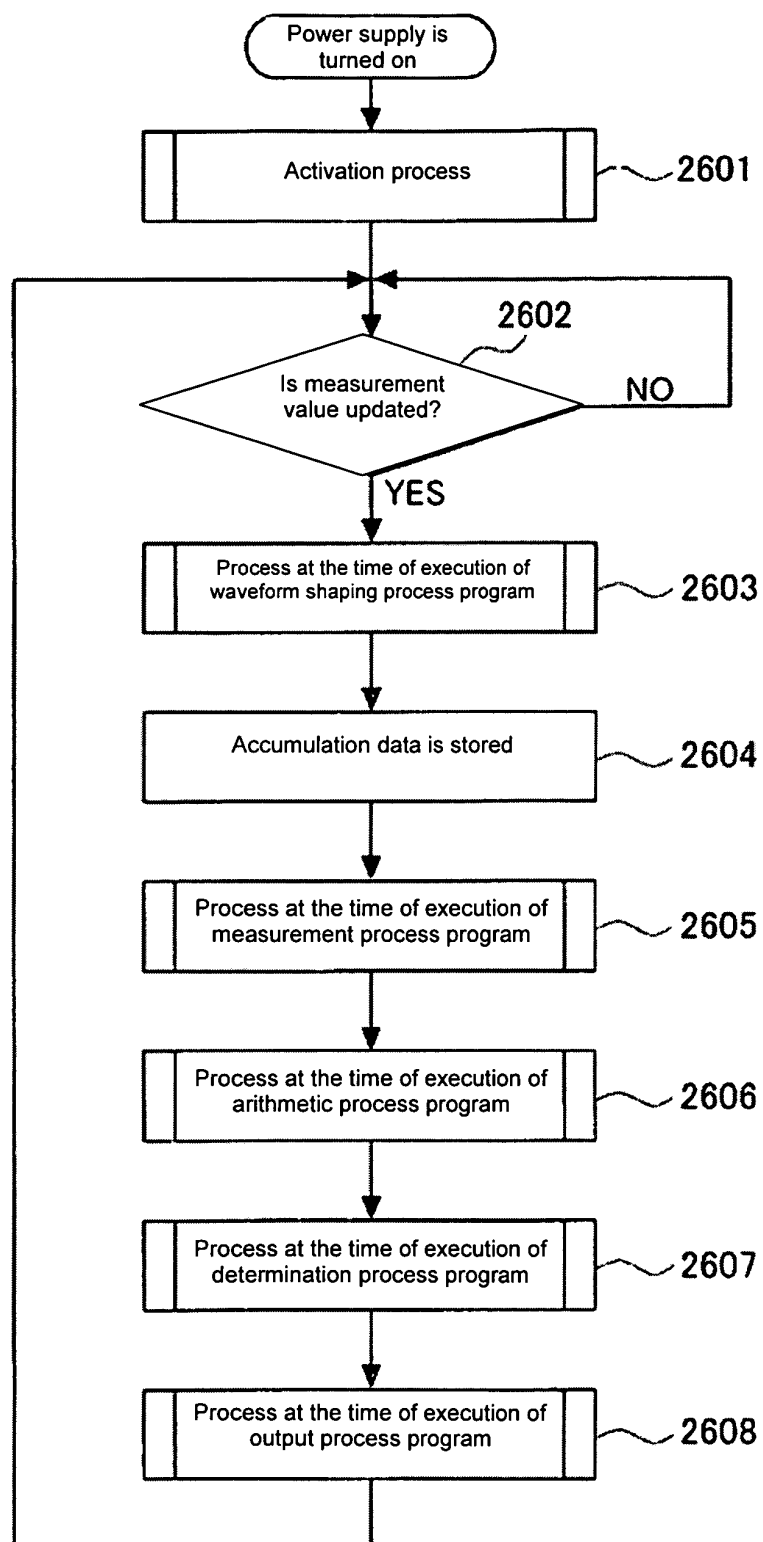 Power supply is
turned on
Activation process
2601
2602
Is measurement
value updated?
NO
YES
Process at the time of execution of
waveform shaping process program
2603
Accumulation data is stored
2604
Process at the time of execution of
measurement process program
2605
Process at the time of execution of
arithmetic process program
2606
Process at the time of execution of
determination process program
2607
Process at the time of execution of
output process program
2608